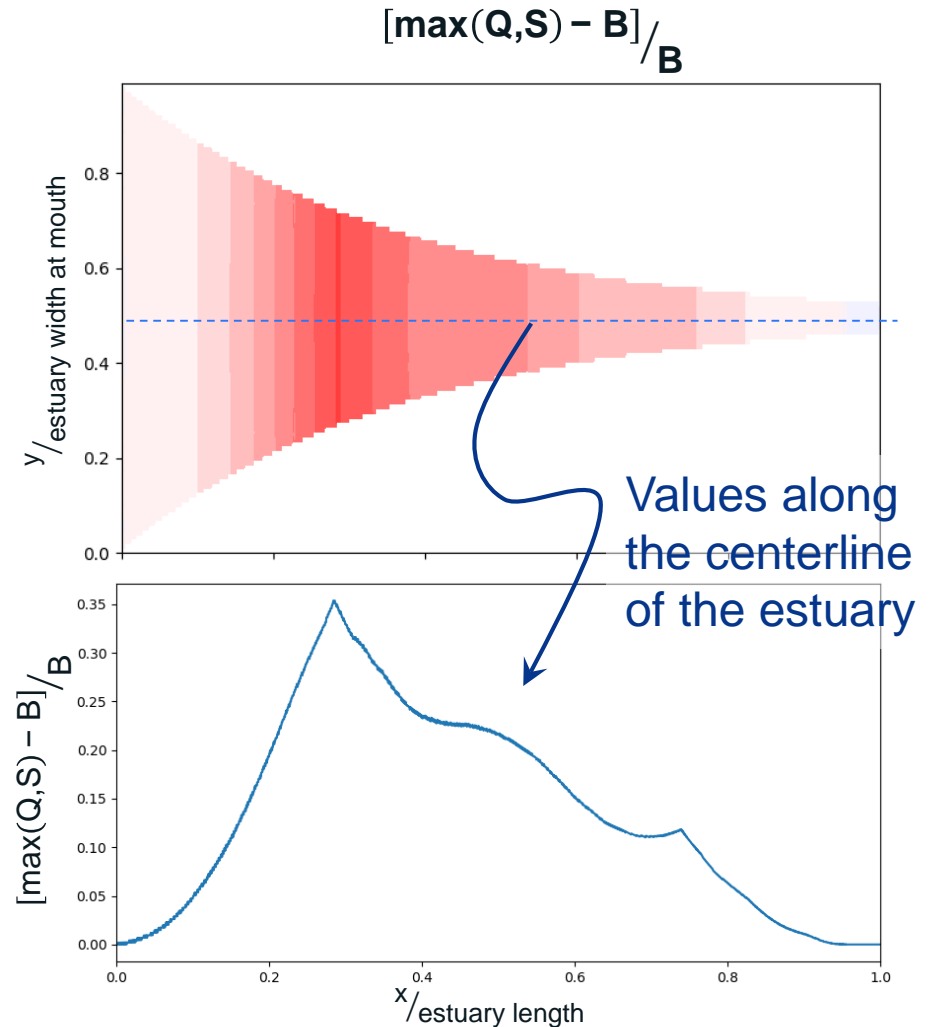 [max(Q,S) − B]/B
0.8
0.6
0.4
0.2
0.0
y/estuary width at mouth
Values along
the centerline
of the estuary
0.35
0.30
0.25
0.20
0.15
0.10
0.05
0.00
[max(Q,S) − B]/B
0.0 0.2 0.4 0.6 0.8 1.0
x/estuary length